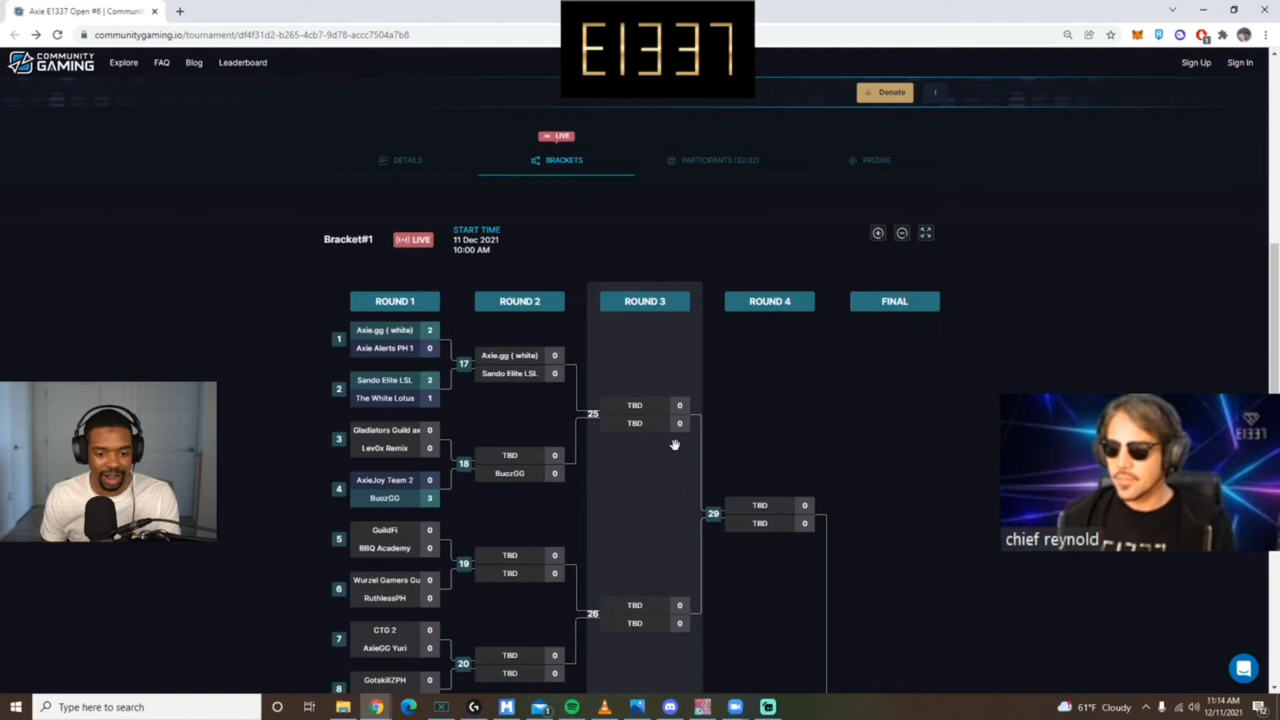 Axie E1337 Open #6 | Communit
communitygaming.io/tournament/df4f31d2-b265-4cb7-9d78-accc7504a7b8
E1337
COMMUNITY GAMING
Explore
FAQ
Blog
Leaderboard
Sign Up
Sign In
Donate
LIVE
DETAILS
BRACKETS
PARTICIPANTS (32/32)
PRIZING
Bracket#1
LIVE
START TIME
11 Dec 2021
10:00 AM
ROUND 1
ROUND 2
ROUND 3
ROUND 4
FINAL
1
Axie.gg ( white) 2
Axie Alerts PH 1 0
17
Axie.gg ( white) 0
Sando Elite LSL 0
2
Sando Elite LSL 2
The White Lotus 1
25
TBD 0
TBD 0
3
Gladiators Guild ax 0
Lev0x Remix 0
18
TBD 0
BuozGG 0
4
AxieJoy Team 2 0
BuozGG 3
29
TBD 0
TBD 0
5
GuildFi 0
BBQ Academy 0
19
TBD 0
TBD 0
6
Wurzel Gamers Gu 0
RuthlessPH 0
26
TBD 0
TBD 0
7
CTG 2 0
AxieGG Yuri 0
20
TBD 0
TBD 0
8
GotskillZPH 0
chief reynold
E1337
Type here to search
69°F Cloudy
11:14 AM
12/11/2021